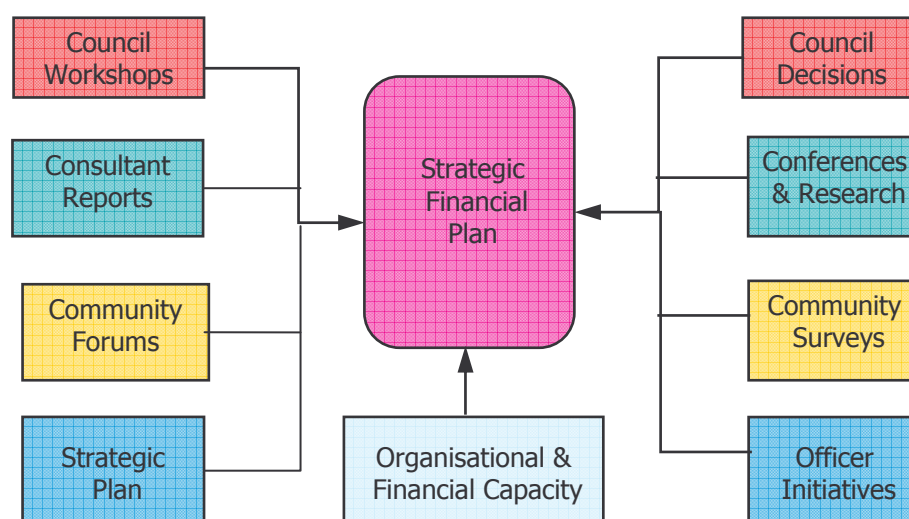 Council
Workshops
Consultant
Reports
Community
Forums
Strategic
Plan
Strategic
Financial
Plan
Organisational &
Financial Capacity
Council
Decisions
Conferences
& Research
Community
Surveys
Officer
Initiatives